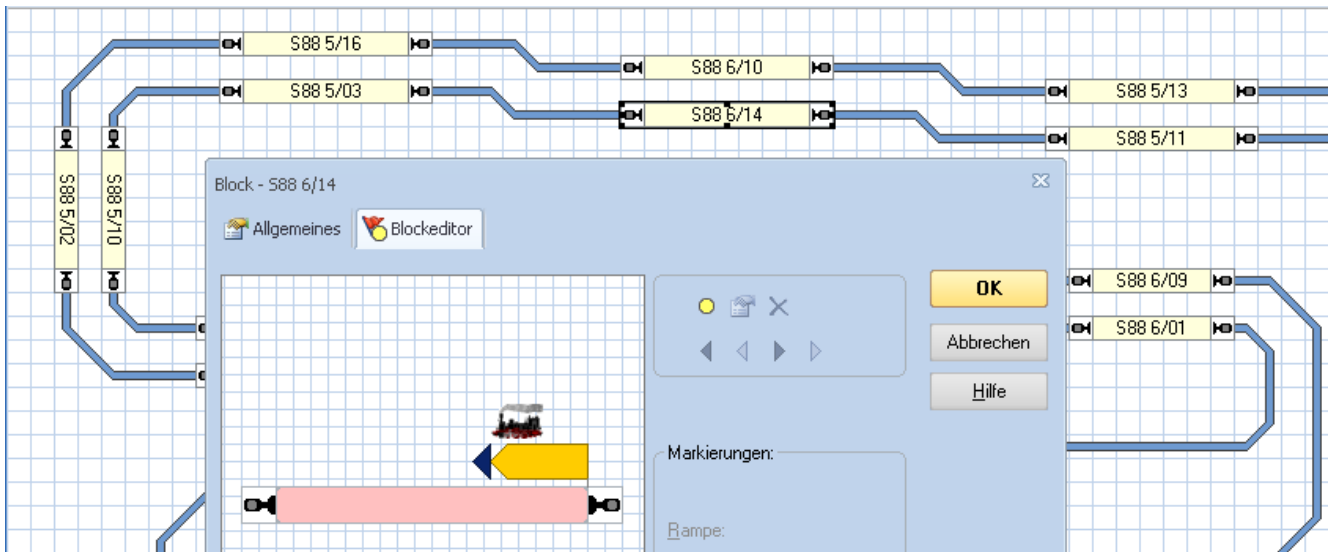 S88 5/16
S88 6/10
S88 5/03
S88 5/13
S88 6/14
S88 5/11
S88 5/02
S88 5/10
Block - S88 6/14
Allgemeines
Blockeditor
S88 6/09
OK
S88 6/01
Abbrechen
Hilfe
Markierungen:
Rampe: